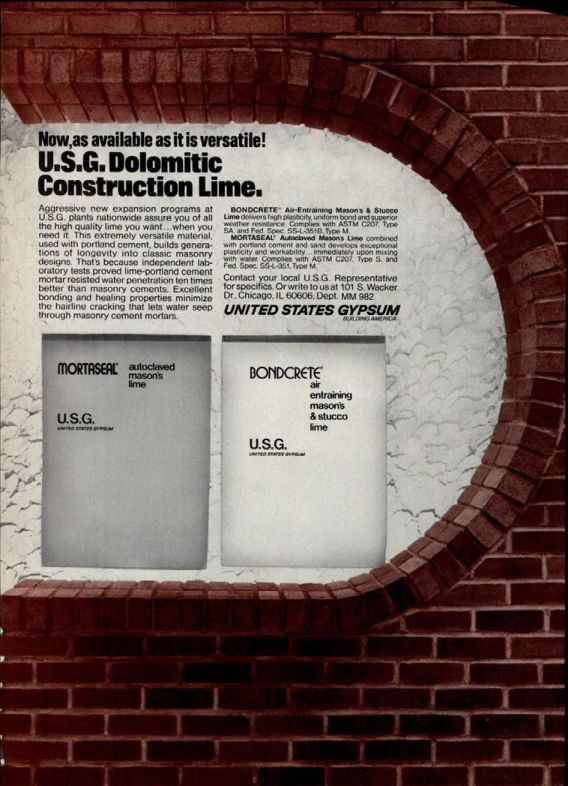 Now, as available as it is versatile!
U.S.G. Dolomitic
Construction Lime.
Aggressive new expansion programs at
U.S.G. plants nationwide assure you of all
the high quality lime you want...when you
need it. This extremely versatile material,
used with portland cement, builds genera-
tions of longevity into classic masonry
designs. That's because independent lab-
oratory tests proved lime-portland cement
mortar resisted water penetration ten times
better than masonry cements. Excellent
bonding and healing properties minimize
the hairline cracking that lets water seep
through masonry cement mortars.
BONDCRETE® Air-Entraining Mason's & Stucco
Lime delivers high plasticity, uniform bond and superior
weather resistance. Complies with ASTM C207, Type
SA, and Fed. Spec. SS-L-351B, Type M.
MORTASEAL® Autoclaved Masons Lime combined
with portland cement and sand develops exceptional
plasticity and workability...immediately upon mixing
with water. Complies with ASTM C207, Type S, and
Fed. Spec. SS-L-351, Type M.
Contact your local U.S.G. Representative
for specifics. Or write to us at 101 S. Wacker
Dr., Chicago, IL 60606, Dept. MM 982
UNITED STATES GYPSUM
BUILDING AMERICA
MORTASEAL® autoclaved
mason's
lime
U.S.G.
UNITED STATES GYPSUM
BONDCRETE®
air
entraining
mason's
& stucco
lime
U.S.G.
UNITED STATES GYPSUM